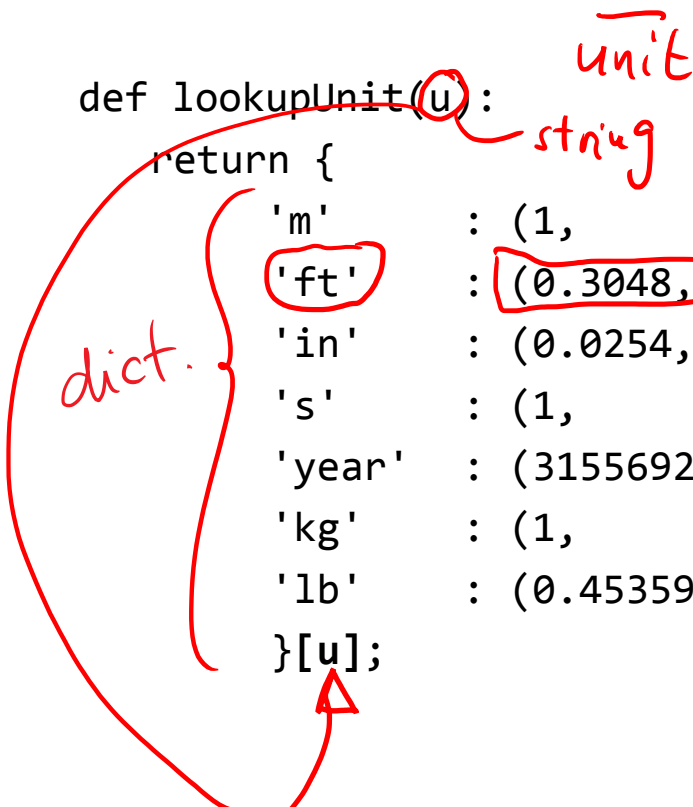 unit
def lookupUnit(u):
string
return {
'm' : (1,
'ft' : (0.3048,
'in' : (0.0254,
dict.
's' : (1,
'year' : (3155692
'kg' : (1,
'lb' : (0.45359
}[u];